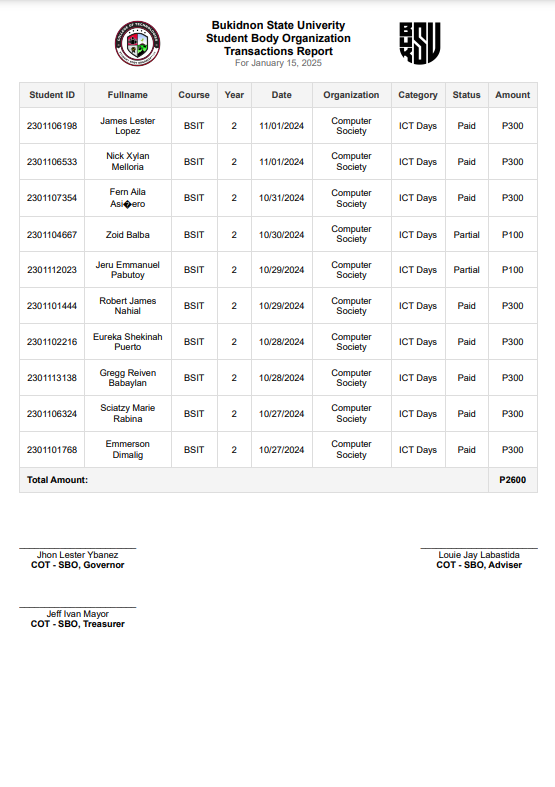 Bukidnon State Univerity
Student Body Organization
Transactions Report
For January 15, 2025
COLLEGE OF TECHNOLOGIES
BUK SU
Student ID Fullname Course Year Date Organization Category Status Amount
2301106198 James Lester Lopez BSIT 2 11/01/2024 Computer Society ICT Days Paid P300
2301106533 Nick Xylan Melloria BSIT 2 11/01/2024 Computer Society ICT Days Paid P300
2301107354 Fern Aila Asi�ero BSIT 2 10/31/2024 Computer Society ICT Days Paid P300
2301104667 Zoid Balba BSIT 2 10/30/2024 Computer Society ICT Days Partial P100
2301112023 Jeru Emmanuel Pabutoy BSIT 2 10/29/2024 Computer Society ICT Days Partial P100
2301101444 Robert James Nahial BSIT 2 10/29/2024 Computer Society ICT Days Paid P300
2301102216 Eureka Shekinah Puerto BSIT 2 10/28/2024 Computer Society ICT Days Paid P300
2301113138 Gregg Reiven Babaylan BSIT 2 10/28/2024 Computer Society ICT Days Paid P300
2301106324 Sciatzy Marie Rabina BSIT 2 10/27/2024 Computer Society ICT Days Paid P300
2301101768 Emmerson Dimalig BSIT 2 10/27/2024 Computer Society ICT Days Paid P300
Total Amount: P2600
Jhon Lester Ybanez
COT - SBO, Governor
Louie Jay Labastida
COT - SBO, Adviser
Jeff Ivan Mayor
COT - SBO, Treasurer